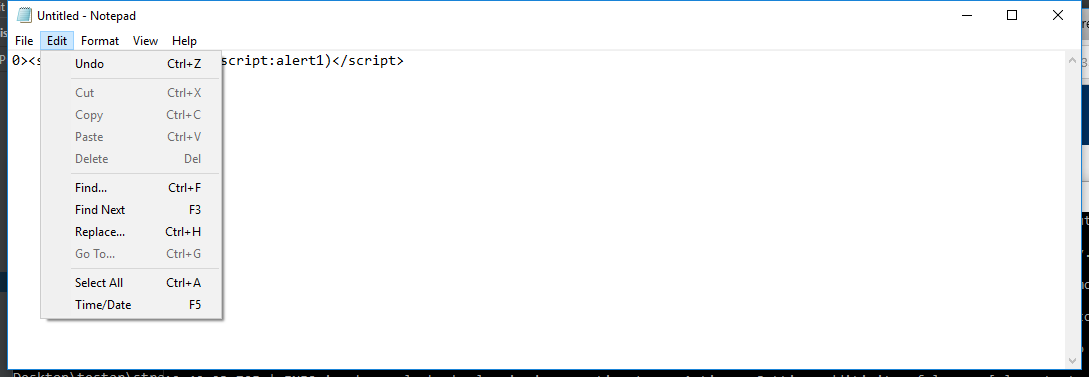 Untitled - Notepad
File Edit Format View Help
0><s script:alert1)</script>
Undo Ctrl+Z
Cut Ctrl+X
Copy Ctrl+C
Paste Ctrl+V
Delete Del
Find... Ctrl+F
Find Next F3
Replace... Ctrl+H
Go To... Ctrl+G
Select All Ctrl+A
Time/Date F5